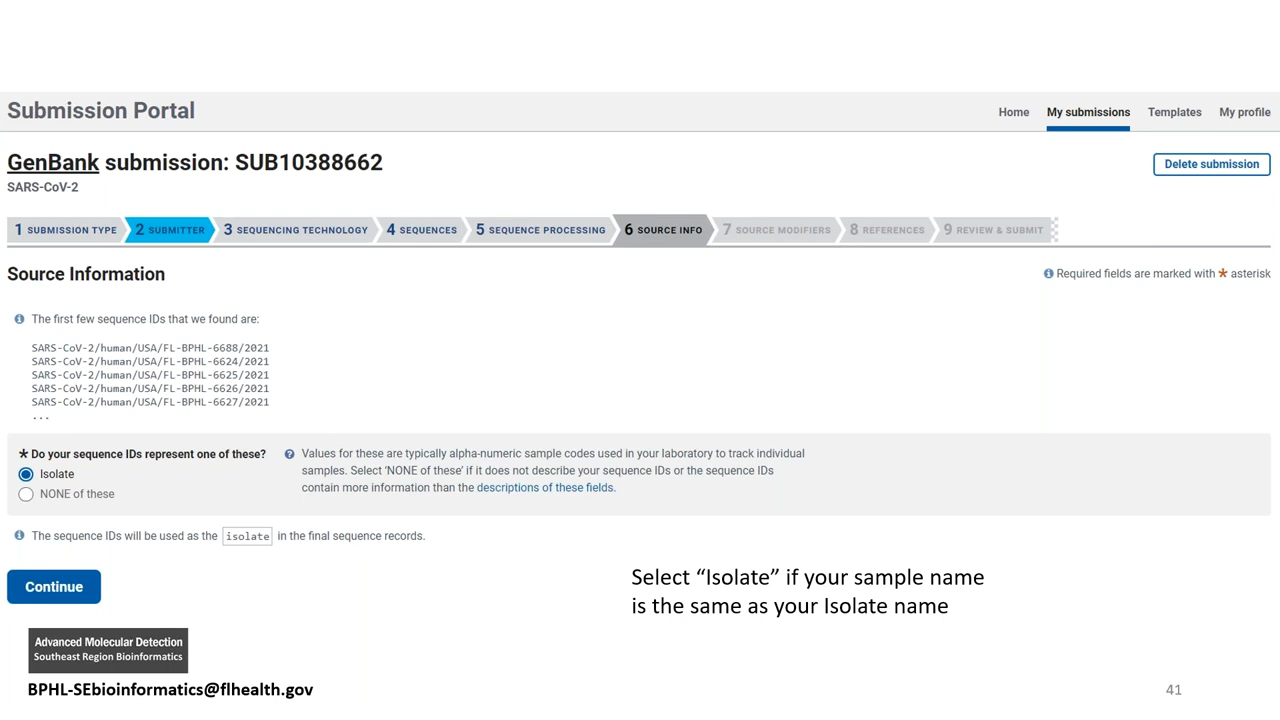 Submission Portal
Home My submissions Templates My profile
GenBank submission: SUB10388662
Delete submission
SARS-CoV-2
1 SUBMISSION TYPE 2 SUBMITTER 3 SEQUENCING TECHNOLOGY 4 SEQUENCES 5 SEQUENCE PROCESSING 6 SOURCE INFO 7 SOURCE MODIFIERS 8 REFERENCES 9 REVIEW & SUBMIT
Source Information
Required fields are marked with * asterisk
The first few sequence IDs that we found are:
SARS-CoV-2/human/USA/FL-BPHL-6688/2021
SARS-CoV-2/human/USA/FL-BPHL-6624/2021
SARS-CoV-2/human/USA/FL-BPHL-6625/2021
SARS-CoV-2/human/USA/FL-BPHL-6626/2021
SARS-CoV-2/human/USA/FL-BPHL-6627/2021
...
* Do your sequence IDs represent one of these?
Isolate
NONE of these
Values for these are typically alpha-numeric sample codes used in your laboratory to track individual
samples. Select ‘NONE of these’ if it does not describe your sequence IDs or the sequence IDs
contain more information than the descriptions of these fields.
The sequence IDs will be used as the isolate in the final sequence records.
Continue
Select “Isolate” if your sample name
is the same as your Isolate name
Advanced Molecular Detection
Southeast Region Bioinformatics
BPHL-SEbioinformatics@flhealth.gov
41